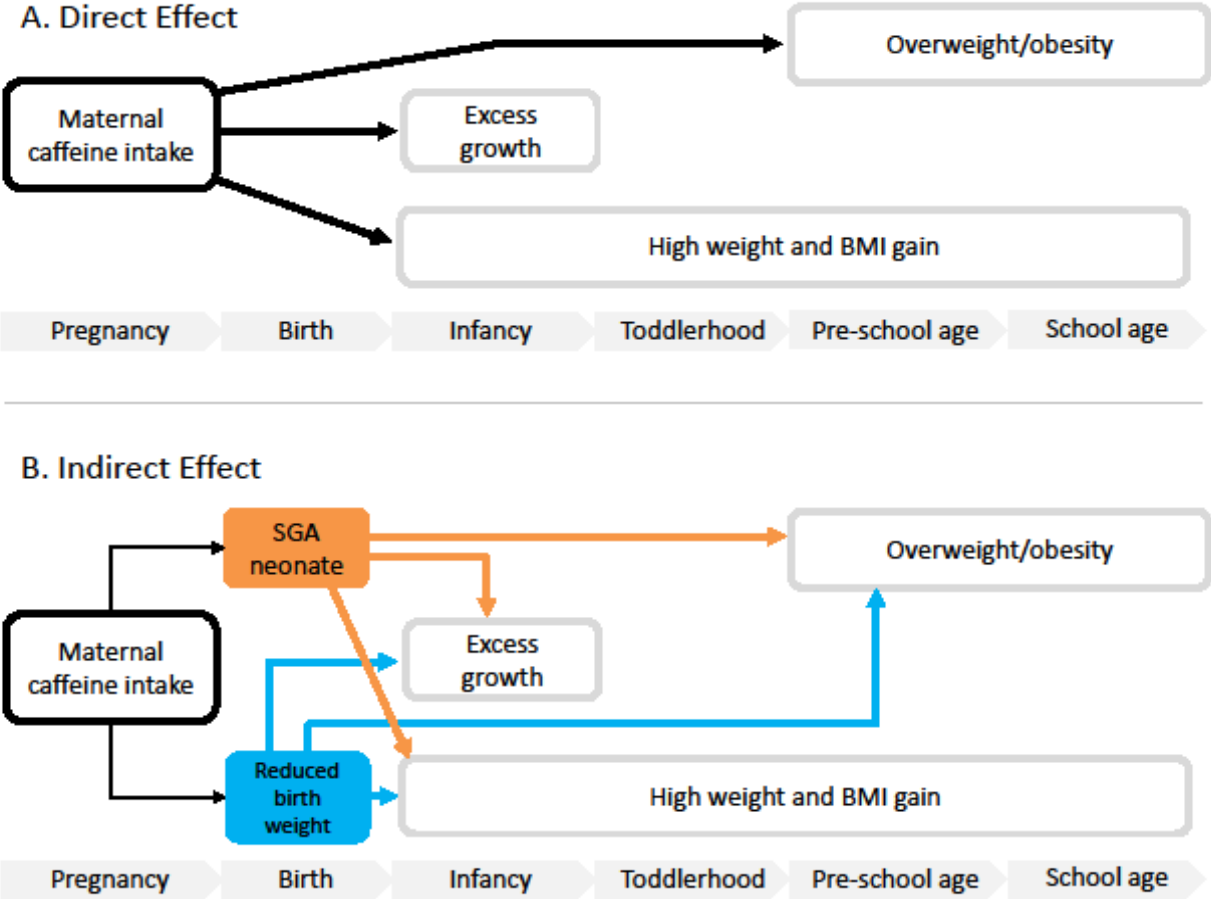 A. Direct Effect
Overweight/obesity
Maternal
caffeine intake
Excess
growth
High weight and BMI gain
Pregnancy
Birth
Infancy
Toddlerhood
Pre-school age
School age
B. Indirect Effect
SGA
neonate
Overweight/obesity
Maternal
caffeine intake
Excess
growth
Reduced
birth
weight
High weight and BMI gain
Pregnancy
Birth
Infancy
Toddlerhood
Pre-school age
School age